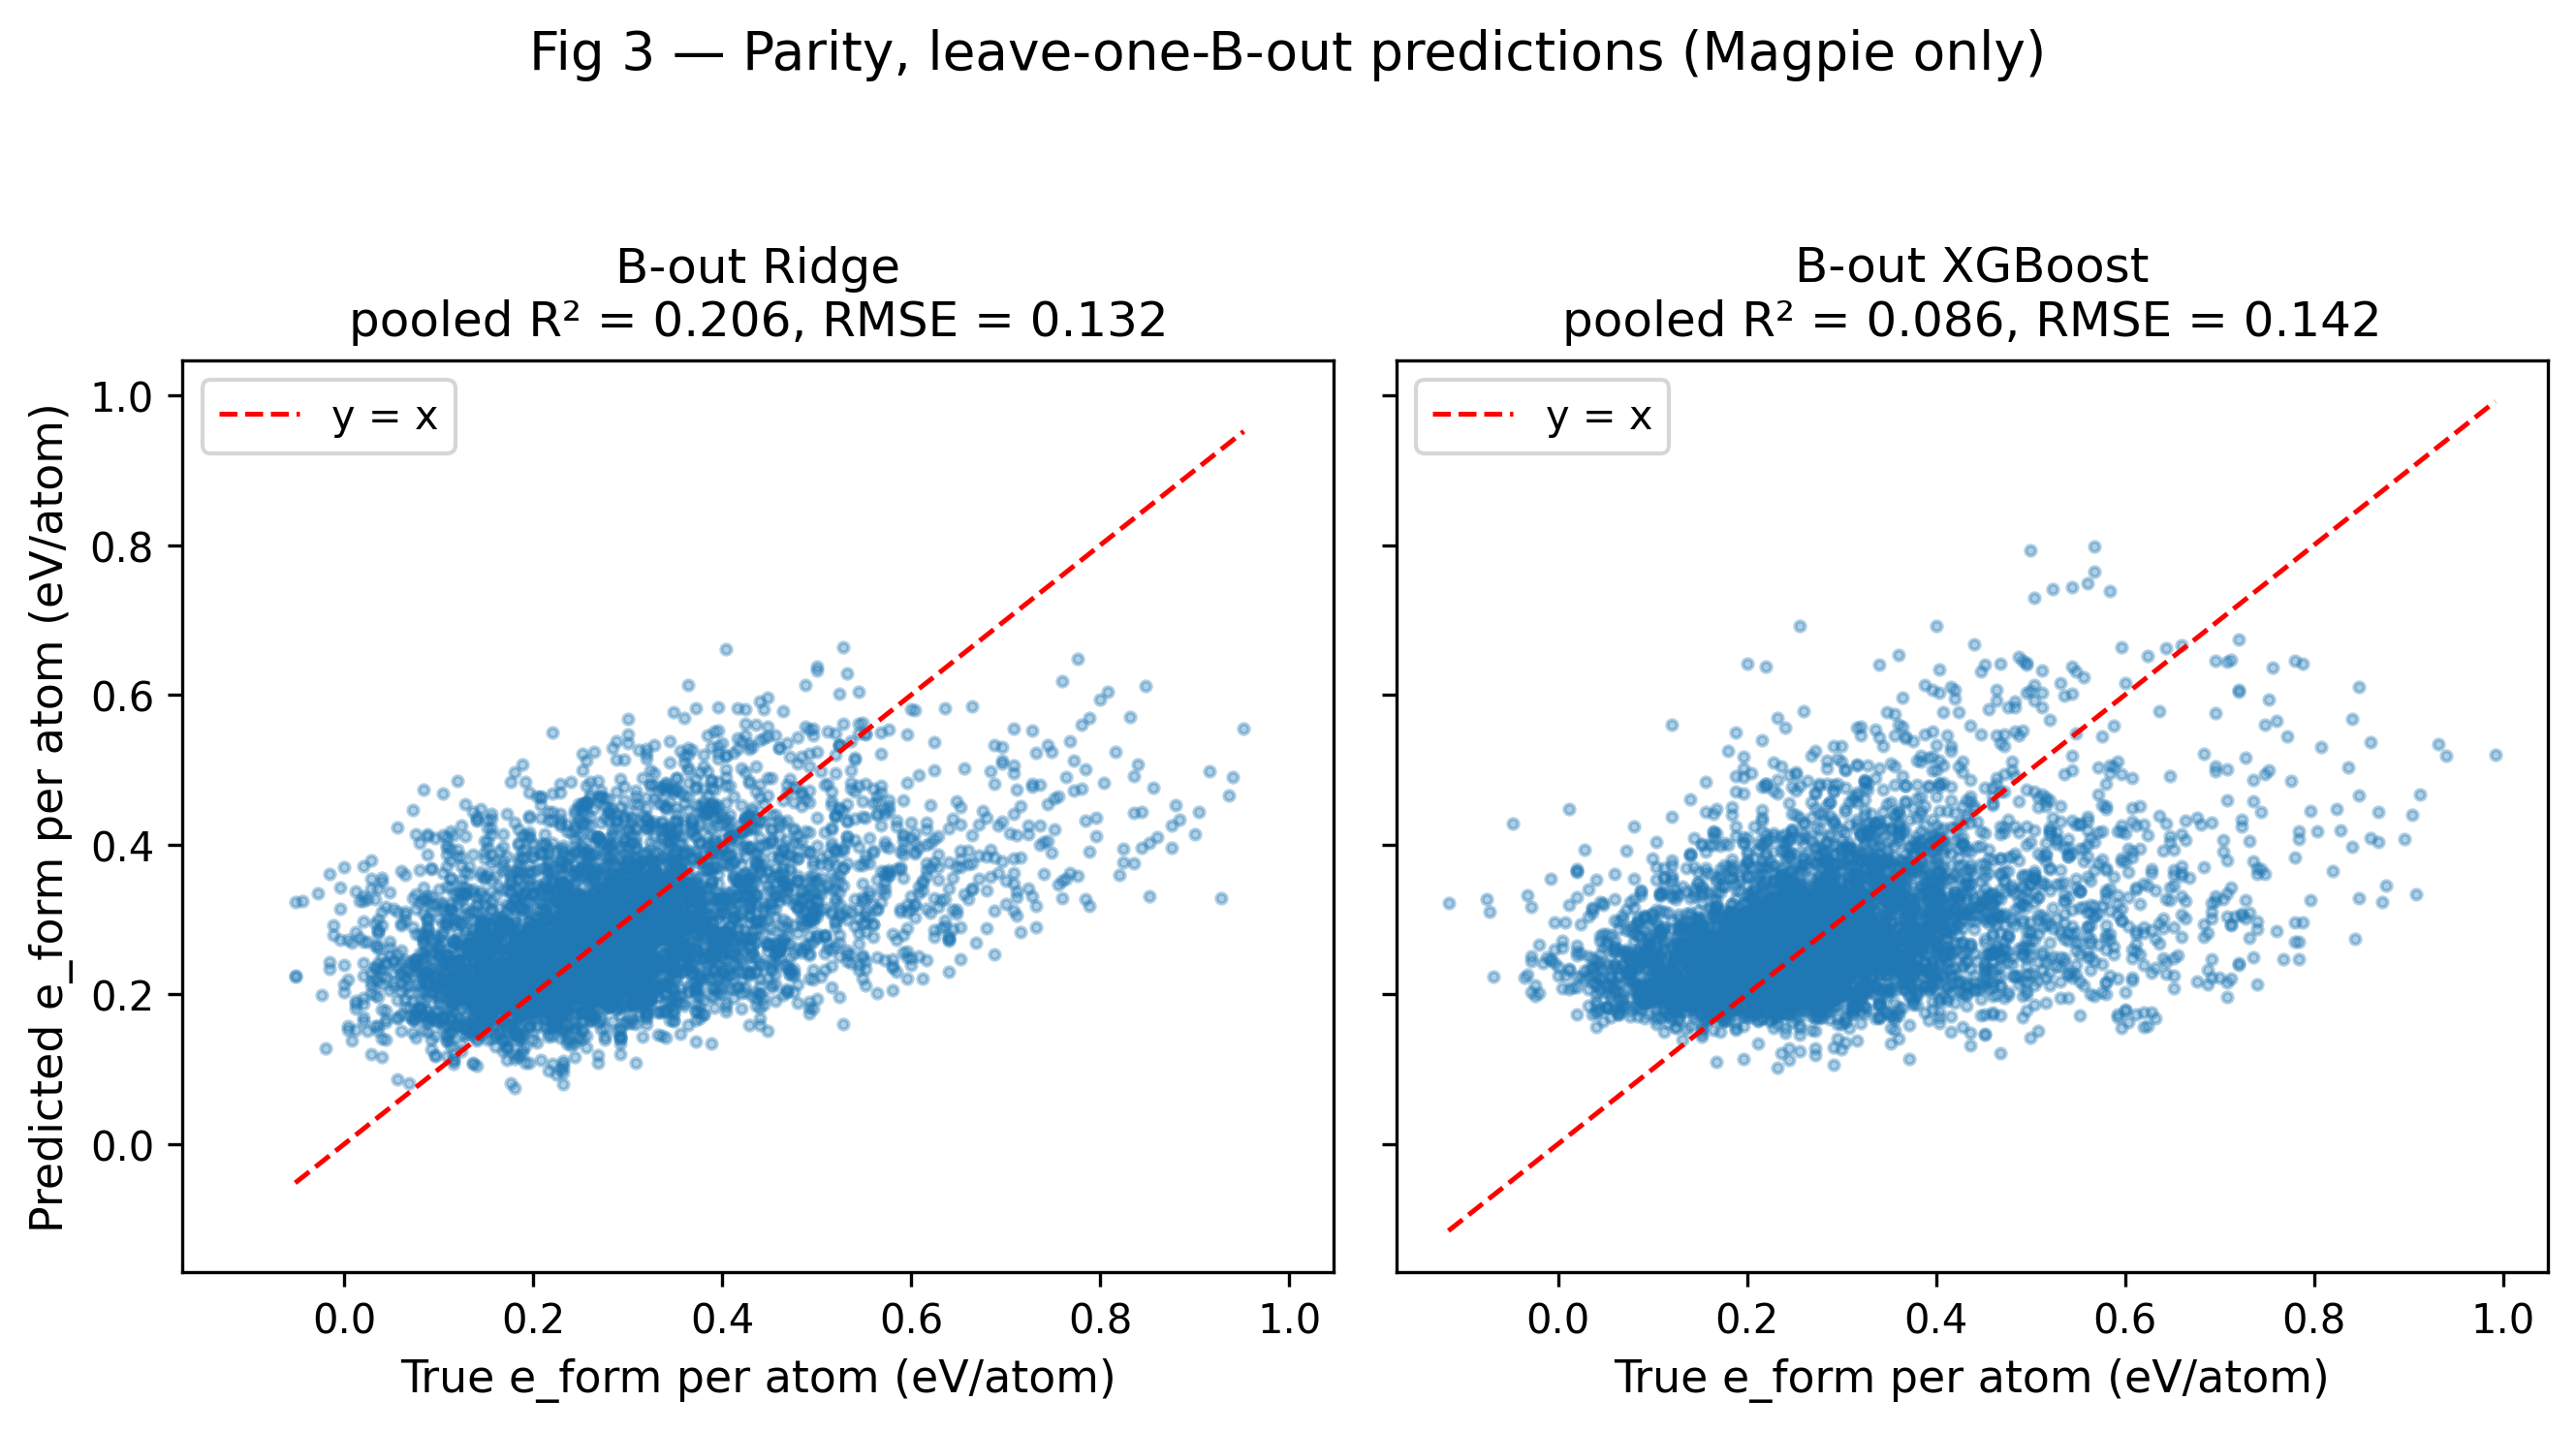 Fig 3 — Parity, leave-one-B-out predictions (Magpie only)
B-out Ridge
pooled R² = 0.206, RMSE = 0.132
B-out XGBoost
pooled R² = 0.086, RMSE = 0.142
y = x
y = x
Predicted e_form per atom (eV/atom)
1.0
0.8
0.6
0.4
0.2
0.0
0.0 0.2 0.4 0.6 0.8 1.0
0.0 0.2 0.4 0.6 0.8 1.0
True e_form per atom (eV/atom)
True e_form per atom (eV/atom)